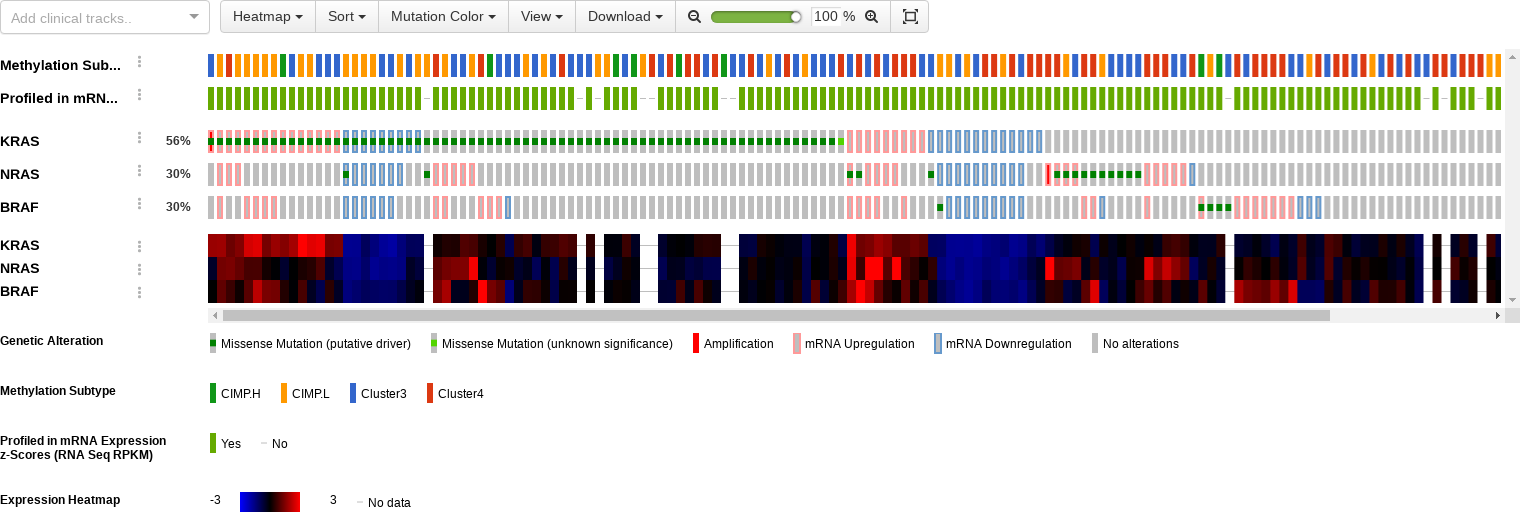 Add clinical tracks..
Heatmap Sort Mutation Color View Download 100 %
Methylation Sub...
Profiled in mRN...
KRAS 56%
NRAS 30%
BRAF 30%
KRAS
NRAS
BRAF
Genetic Alteration Missense Mutation (putative driver) Missense Mutation (unknown significance) Amplification mRNA Upregulation mRNA Downregulation No alterations
Methylation Subtype CIMP.H CIMP.L Cluster3 Cluster4
Profiled in mRNA Expression
z-Scores (RNA Seq RPKM) Yes No
Expression Heatmap -3 3 No data